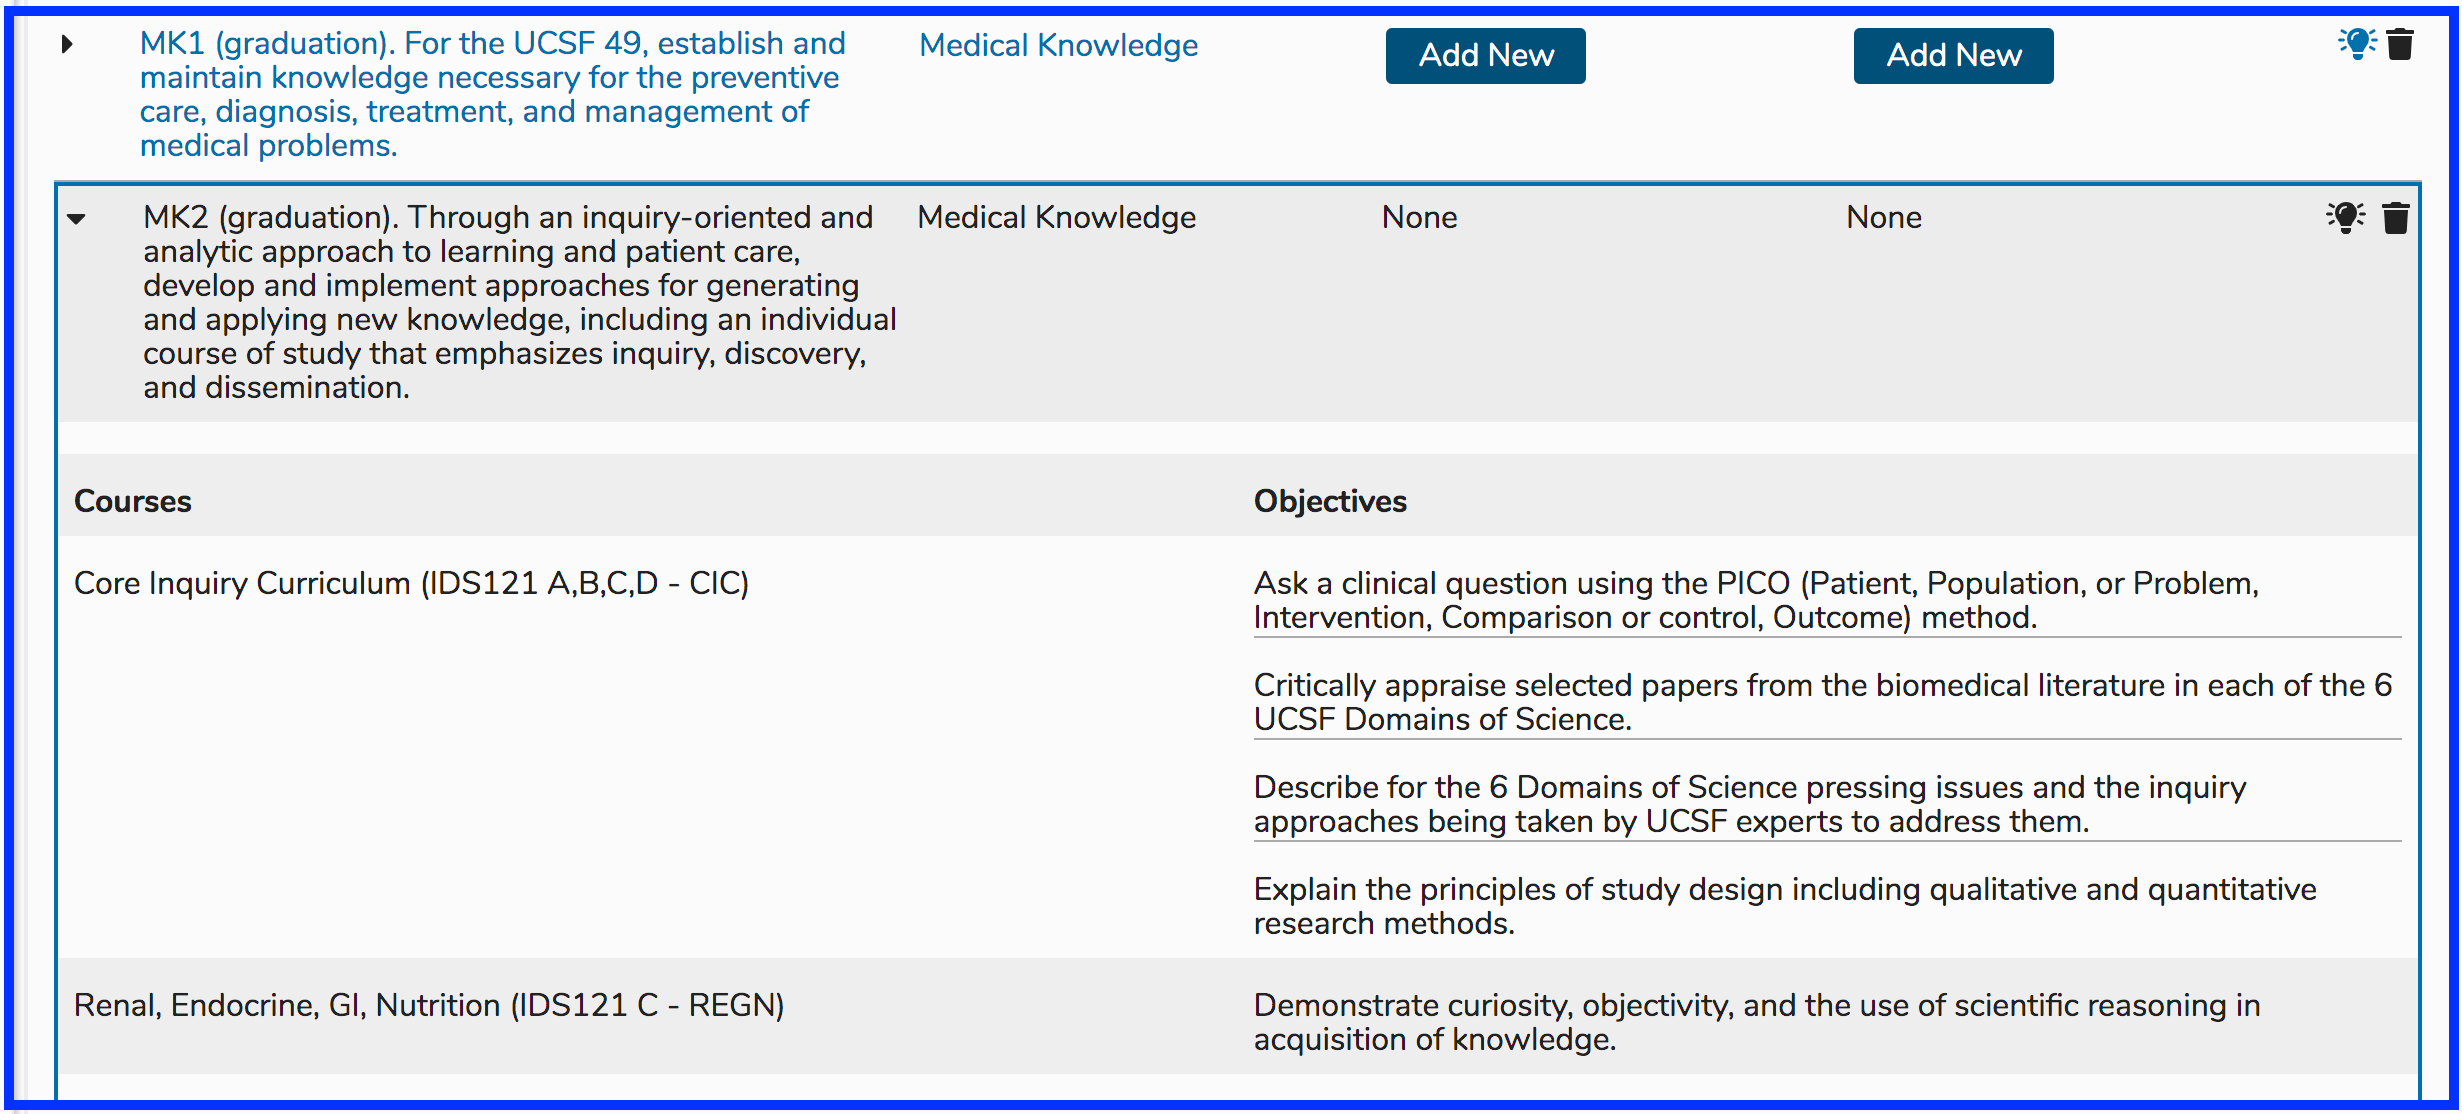 MK1 (graduation). For the UCSF 49, establish and
maintain knowledge necessary for the preventive
care, diagnosis, treatment, and management of
medical problems.
Medical Knowledge
Add New
Add New
MK2 (graduation). Through an inquiry-oriented and
analytic approach to learning and patient care,
develop and implement approaches for generating
and applying new knowledge, including an individual
course of study that emphasizes inquiry, discovery,
and dissemination.
Medical Knowledge
None
None
Courses
Objectives
Core Inquiry Curriculum (IDS121 A,B,C,D - CIC)
Ask a clinical question using the PICO (Patient, Population, or Problem,
Intervention, Comparison or control, Outcome) method.
Critically appraise selected papers from the biomedical literature in each of the 6
UCSF Domains of Science.
Describe for the 6 Domains of Science pressing issues and the inquiry
approaches being taken by UCSF experts to address them.
Explain the principles of study design including qualitative and quantitative
research methods.
Renal, Endocrine, GI, Nutrition (IDS121 C - REGN)
Demonstrate curiosity, objectivity, and the use of scientific reasoning in
acquisition of knowledge.